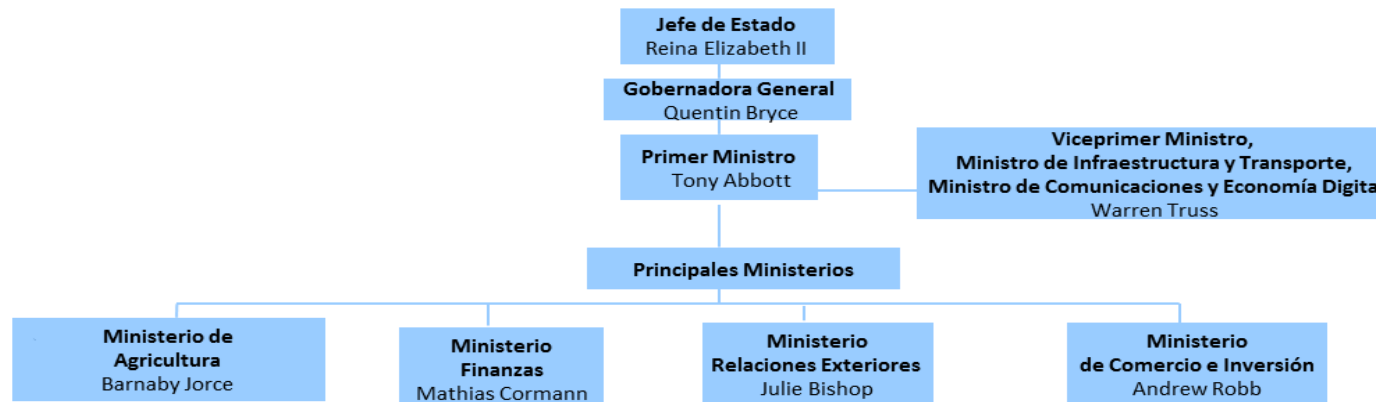 Jefe de Estado
Reina Elizabeth II
Gobernadora General
Quentin Bryce
Primer Ministro
Tony Abbott
Viceprimer Ministro,
Ministro de Infraestructura y Transporte,
Ministro de Comunicaciones y Economía Digita
Warren Truss
Principales Ministerios
Ministerio de
Agricultura
Barnaby Jorce
Ministerio
Finanzas
Mathias Cormann
Ministerio
Relaciones Exteriores
Julie Bishop
Ministerio
de Comercio e Inversión
Andrew Robb